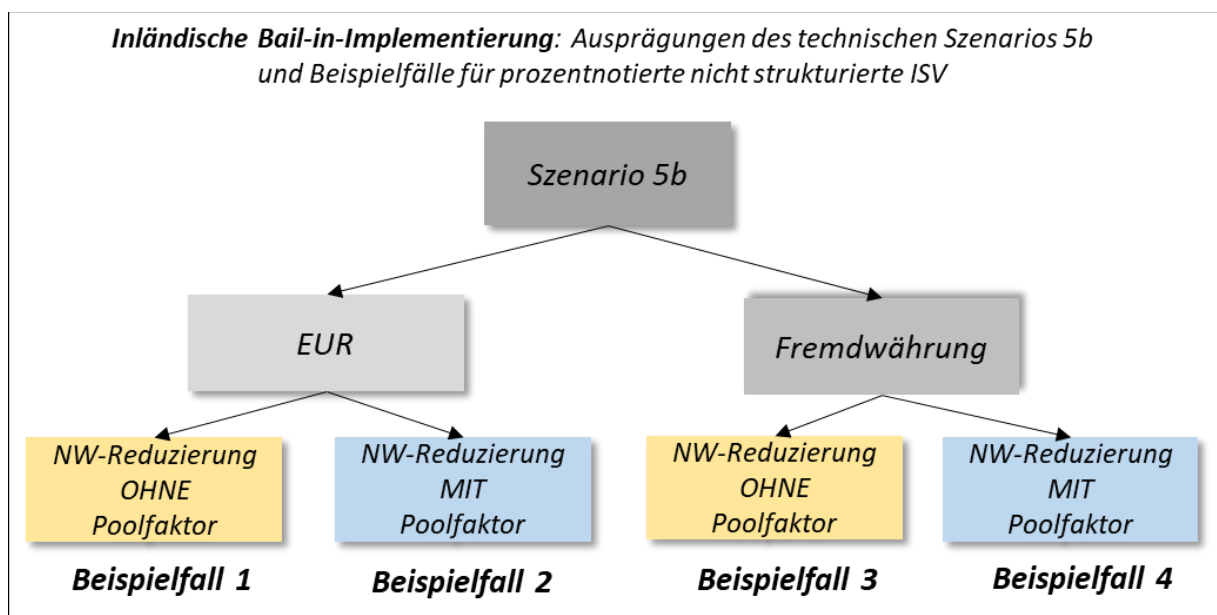 Inländische Bail-in-Implementierung: Ausprägungen des technischen Szenarios 5b
und Beispielfälle für prozentnotierte nicht strukturierte ISV
Szenario 5b
EUR
Fremdwährung
NW-Reduzierung
OHNE
Poolfaktor
NW-Reduzierung
MIT
Poolfaktor
NW-Reduzierung
OHNE
Poolfaktor
NW-Reduzierung
MIT
Poolfaktor
Beispielfall 1
Beispielfall 2
Beispielfall 3
Beispielfall 4